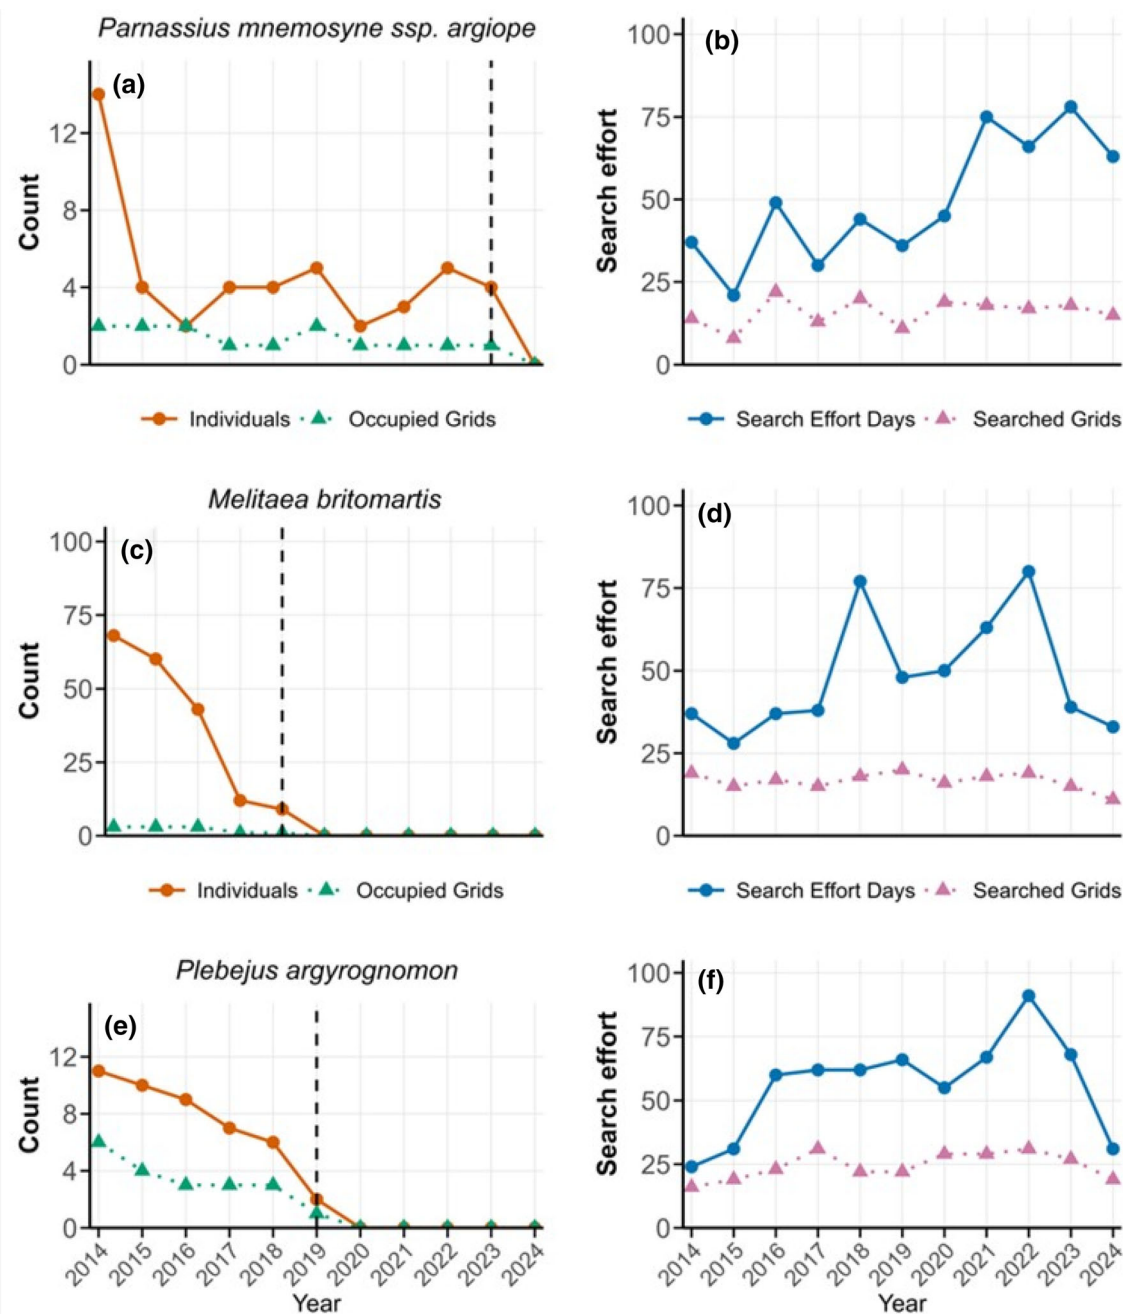 Parnassius mnemosyne ssp. argiope
(a)
Count
12
8
4
0
Individuals Occupied Grids
(b)
Search effort
100
75
50
25
0
Search Effort Days Searched Grids
Melitaea britomartis
(c)
Count
100
75
50
25
0
Individuals Occupied Grids
(d)
Search effort
100
75
50
25
0
Search Effort Days Searched Grids
Plebejus argyrognomon
(e)
Count
12
8
4
0
2014 2015 2016 2017 2018 2019 2020 2021 2022 2023 2024
Year
(f)
Search effort
100
75
50
25
0
2014 2015 2016 2017 2018 2019 2020 2021 2022 2023 2024
Year